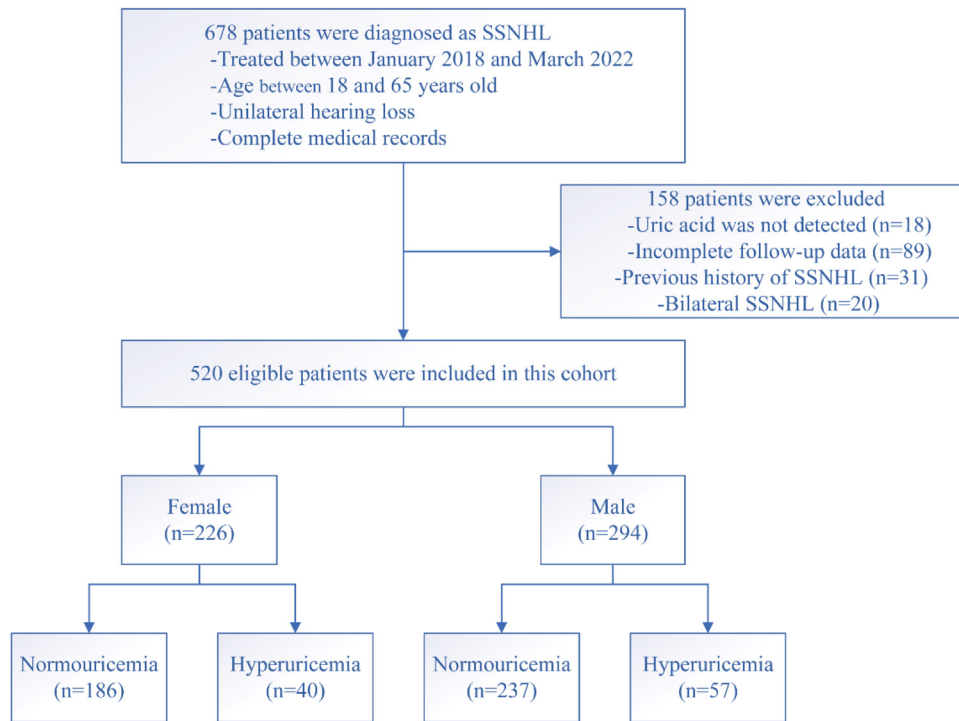 678 patients were diagnosed as SSNHL
-Treated between January 2018 and March 2022
-Age between 18 and 65 years old
-Unilateral hearing loss
-Complete medical records
158 patients were excluded
-Uric acid was not detected (n=18)
-Incomplete follow-up data (n=89)
-Previous history of SSNHL (n=31)
-Bilateral SSNHL (n=20)
520 eligible patients were included in this cohort
Female
(n=226)
Male
(n=294)
Normouricemia
(n=186)
Hyperuricemia
(n=40)
Normouricemia
(n=237)
Hyperuricemia
(n=57)